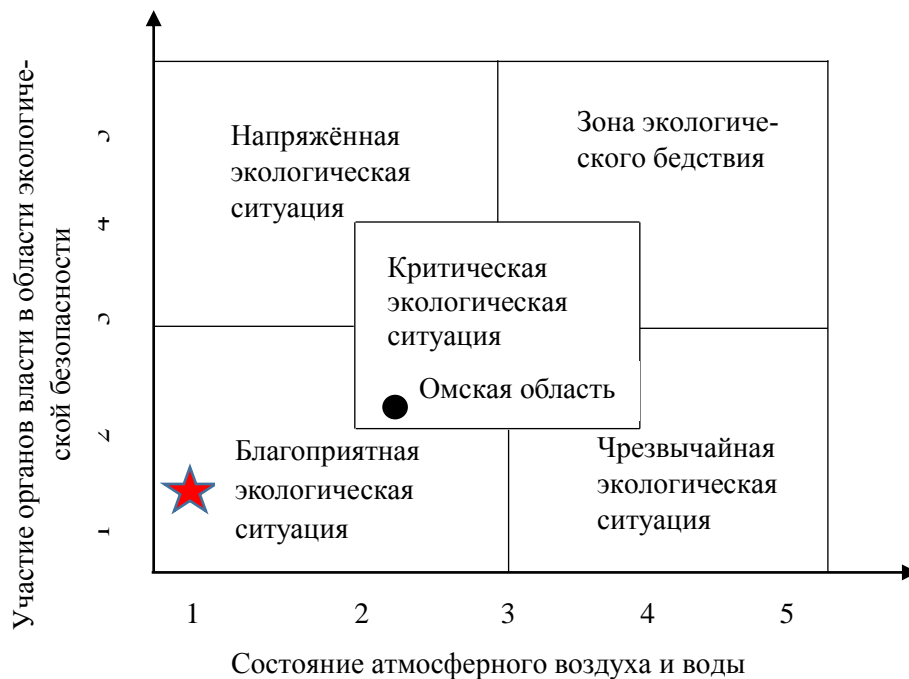 Участие органов власти в области экологиче-
ской безопасности
Напряжённая
экологическая
ситуация
Зона экологиче-
ского бедствия
Критическая
экологическая
ситуация
Омская область
Благоприятная
экологическая
ситуация
Чрезвычайная
экологическая
ситуация
4
1 2 3 4 5
Состояние атмосферного воздуха и воды